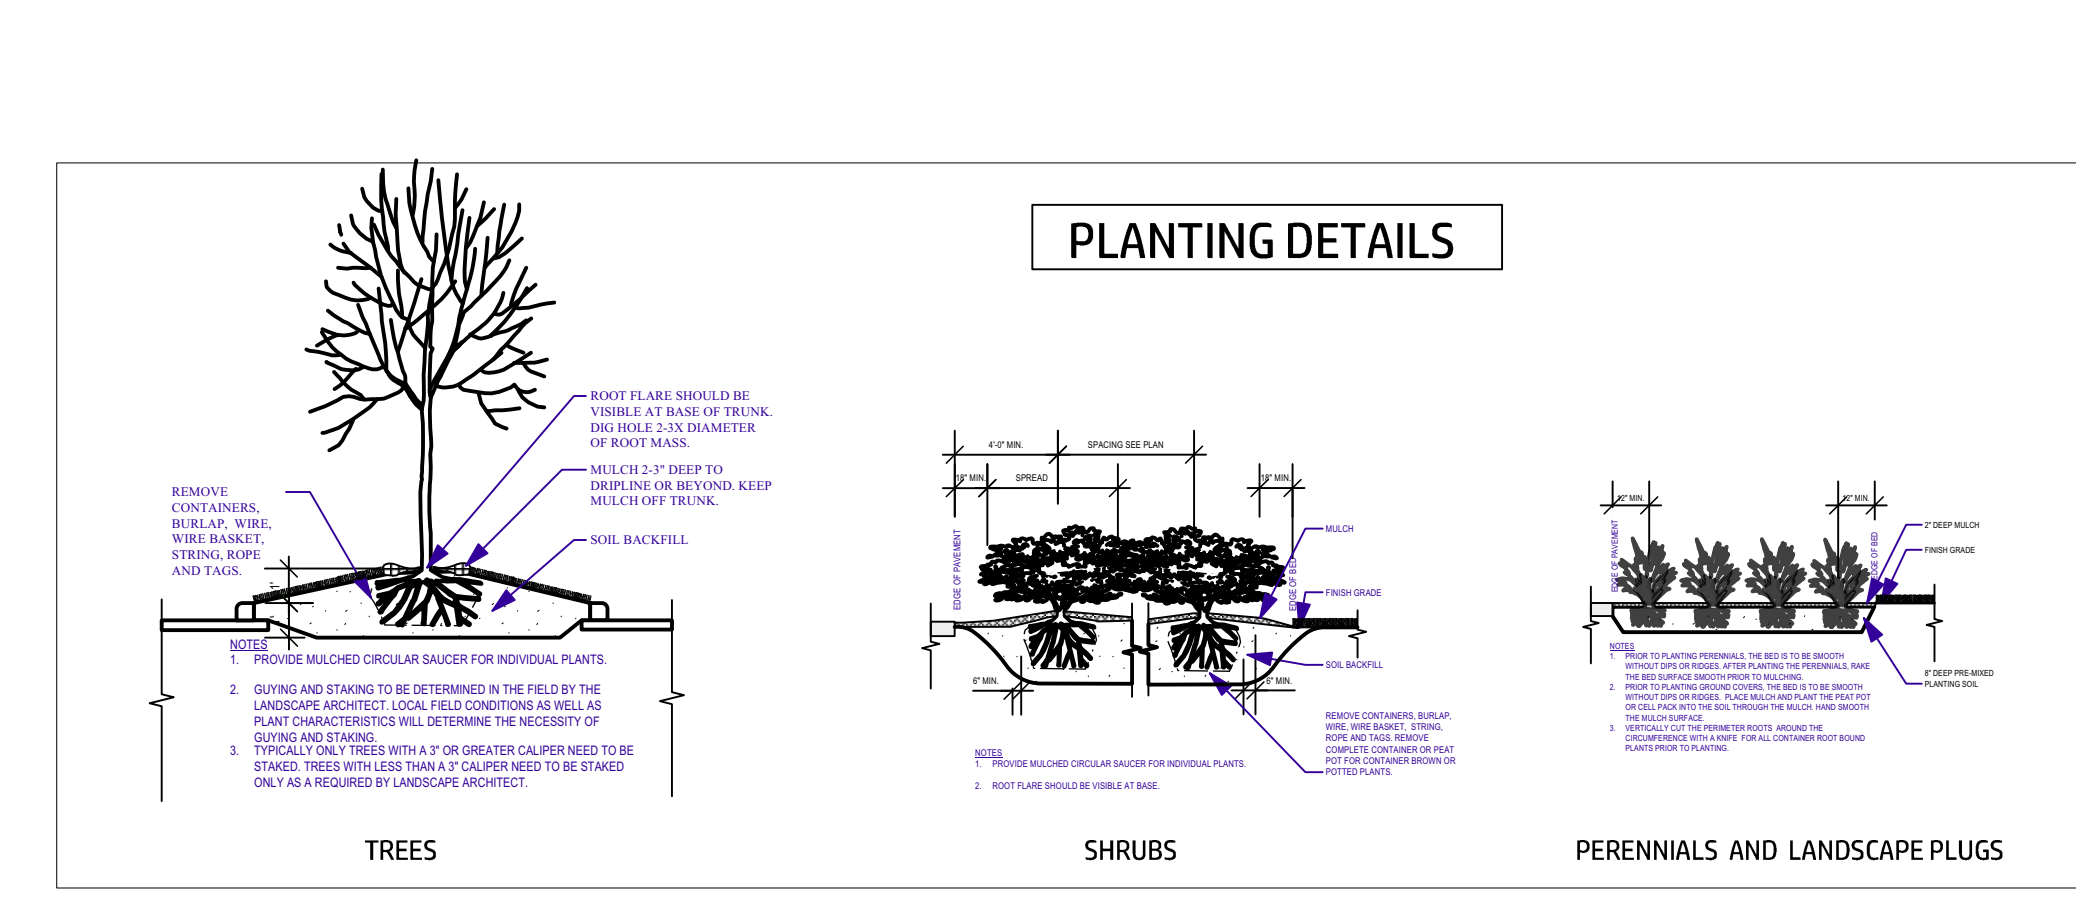 PLANTING DETAILS
ROOT FLARE SHOULD BE
VISIBLE AT BASE OF TRUNK.
DIG HOLE 2-3X DIAMETER
OF ROOT MASS.
MULCH 2-3" DEEP TO
DRIPLINE OR BEYOND. KEEP
MULCH OFF TRUNK.
SOIL BACKFILL
REMOVE
CONTAINERS,
BURLAP, WIRE,
WIRE BASKET,
STRING, ROPE
AND TAGS.
NOTES
1. PROVIDE MULCHED CIRCULAR SAUCER FOR INDIVIDUAL PLANTS.
2. GUYING AND STAKING TO BE DETERMINED IN THE FIELD BY THE
LANDSCAPE ARCHITECT. LOCAL FIELD CONDITIONS AS WELL AS
PLANT CHARACTERISTICS WILL DETERMINE THE NECESSITY OF
GUYING AND STAKING.
3. TYPICALLY ONLY TREES WITH A 3" OR GREATER CALIPER NEED TO BE
STAKED. TREES WITH LESS THAN A 3" CALIPER NEED TO BE STAKED
ONLY AS A REQUIRED BY LANDSCAPE ARCHITECT.
TREES
4'-0" MIN.
SPACING SEE PLAN
18" MIN.
SPREAD
18" MIN.
EDGE OF PAVEMENT
EDGE OF BED
MULCH
FINISH GRADE
SOIL BACKFILL
6" MIN.
6" MIN.
REMOVE CONTAINERS, BURLAP,
WIRE, WIRE BASKET, STRING,
ROPE AND TAGS. REMOVE
COMPLETE CONTAINER OR PEAT
POT FOR CONTAINER BROWN OR
POTTED PLANTS.
NOTES
1. PROVIDE MULCHED CIRCULAR SAUCER FOR INDIVIDUAL PLANTS.
2. ROOT FLARE SHOULD BE VISIBLE AT BASE.
SHRUBS
12" MIN.
12" MIN.
EDGE OF PAVEMENT
EDGE OF BED
2" DEEP MULCH
FINISH GRADE
8" DEEP PRE-MIXED
PLANTING SOIL
NOTES
1. PRIOR TO PLANTING PERENNIALS, THE BED IS TO BE SMOOTH
WITHOUT DIPS OR RIDGES. AFTER PLANTING THE PERENNIALS, RAKE
THE BED SURFACE SMOOTH PRIOR TO MULCHING.
2. PRIOR TO PLANTING GROUND COVERS, THE BED IS TO BE SMOOTH
WITHOUT DIPS OR RIDGES. PLACE MULCH AND PLANT THE PEAT POT
OR CELL PACK INTO THE SOIL THROUGH THE MULCH. HAND SMOOTH
THE MULCH SURFACE.
3. VERTICALLY CUT THE PERIMETER ROOTS AROUND THE
CIRCUMFERENCE WITH A KNIFE FOR ALL CONTAINER ROOT BOUND
PLANTS PRIOR TO PLANTING.
PERENNIALS AND LANDSCAPE PLUGS